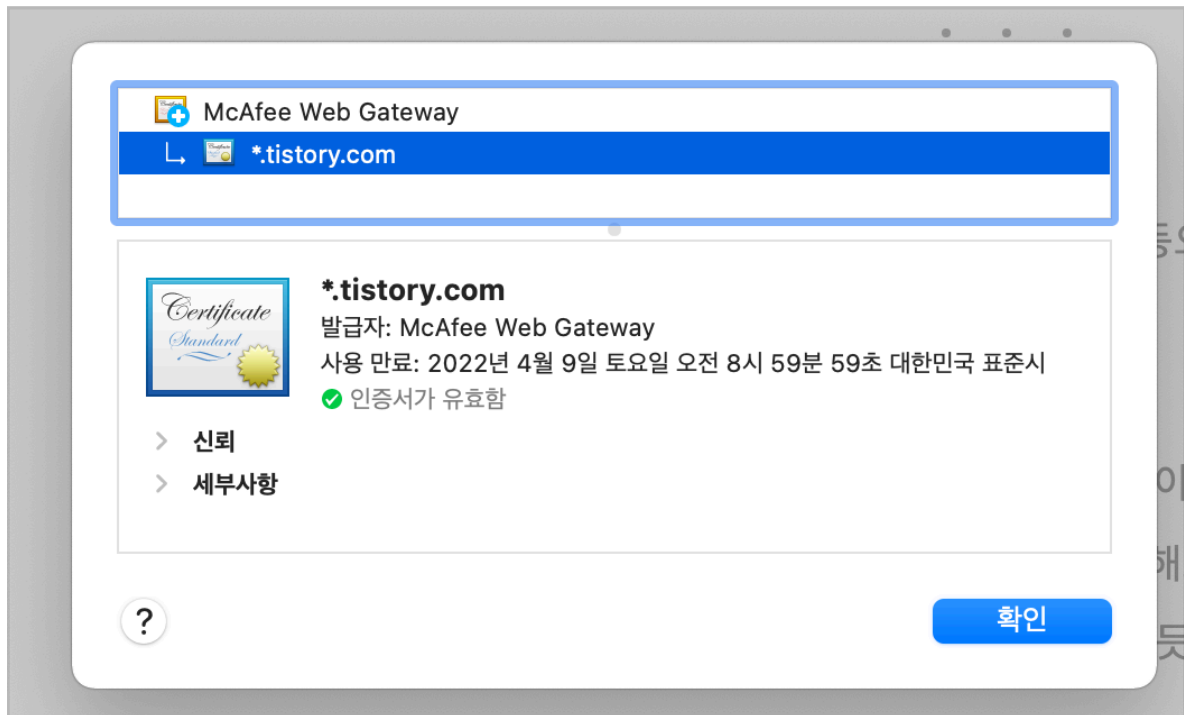 McAfee Web Gateway
*.tistory.com
Certificate
Standard
*.tistory.com
발급자: McAfee Web Gateway
사용 만료: 2022년 4월 9일 토요일 오전 8시 59분 59초 대한민국 표준시
인증서가 유효함
신뢰
세부사항
?
확인